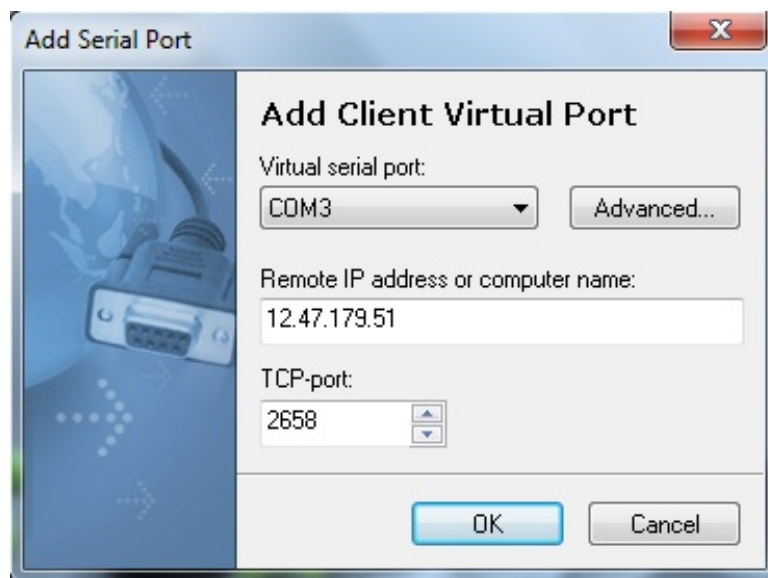 Add Serial Port
Add Client Virtual Port
Virtual serial port:
COM3
Advanced...
Remote IP address or computer name:
12.47.179.51
TCP-port:
2658
OK
Cancel